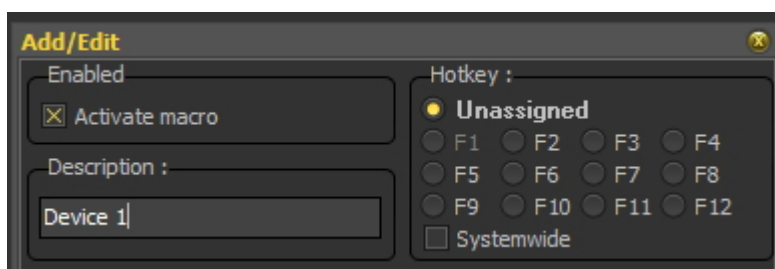 Add/Edit
Enabled
Activate macro
Description :
Device 1
Hotkey :
Unassigned
F1 F2 F3 F4
F5 F6 F7 F8
F9 F10 F11 F12
Systemwide